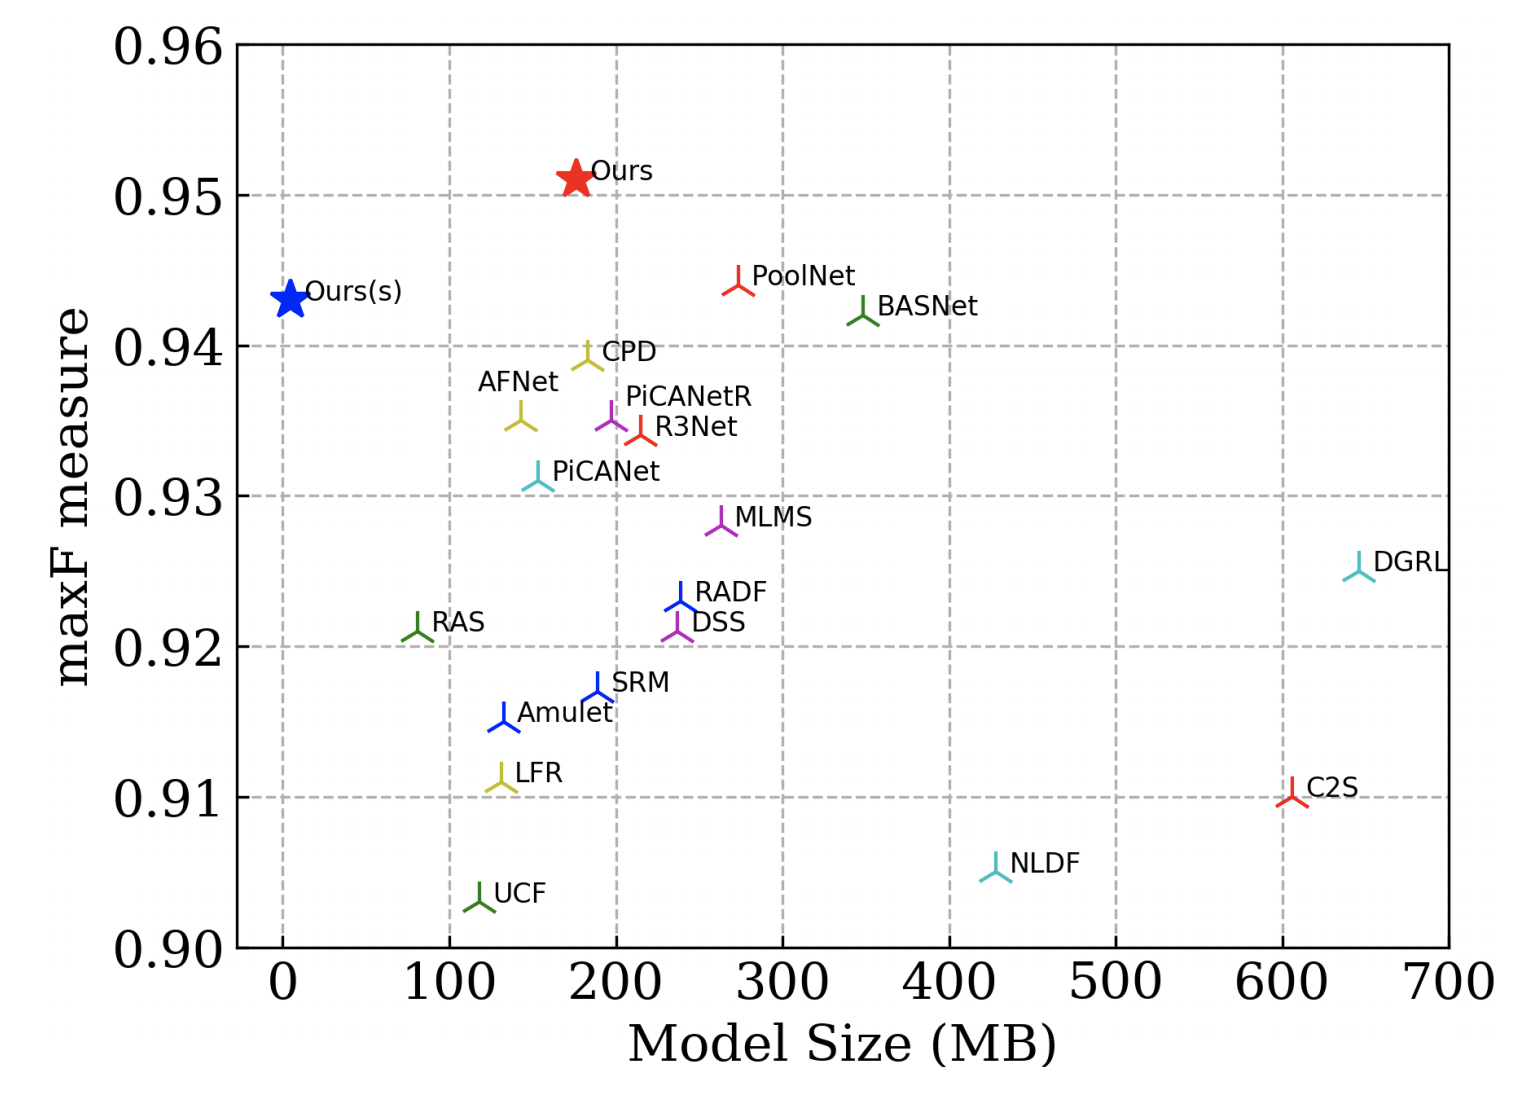 0.96
0.95
0.94
0.93
0.92
0.91
0.90
maxF measure
Ours
Ours(s)
PoolNet
BASNet
CPD
AFNet
PiCANetR
R3Net
PiCANet
MLMS
DGRL
RADF
RAS
DSS
SRM
Amulet
LFR
C2S
NLDF
UCF
0 100 200 300 400 500 600 700
Model Size (MB)